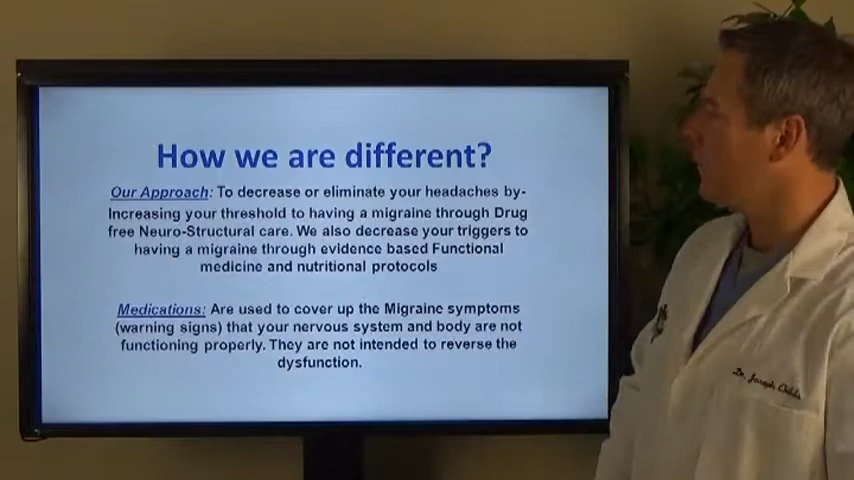 How we are different?
Our Approach: To decrease or eliminate your headaches by-
Increasing your threshold to having a migraine through Drug
free Neuro-Structural care. We also decrease your triggers to
having a migraine through evidence based Functional
medicine and nutritional protocols
Medications: Are used to cover up the Migraine symptoms
(warning signs) that your nervous system and body are not
functioning properly. They are not intended to reverse the
dysfunction.
Dr. Joseph Childs